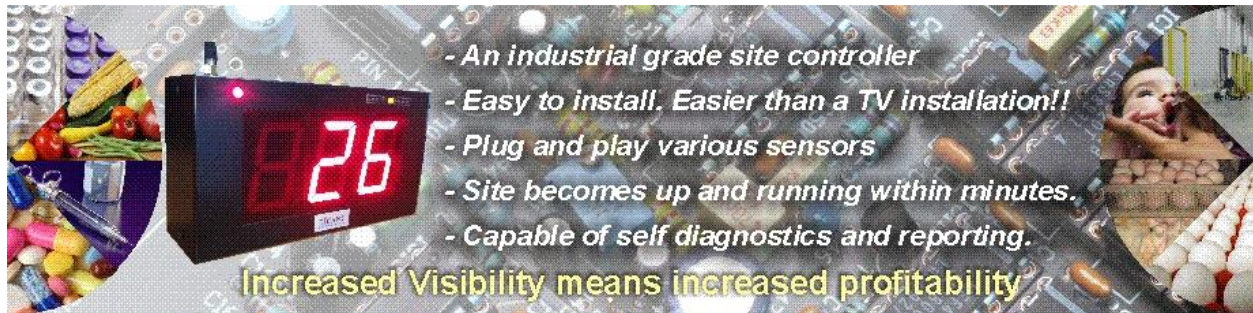 - An industrial grade site controller
- Easy to install. Easier than a TV installation!!
- Plug and play various sensors
- Site becomes up and running within minutes.
- Capable of self diagnostics and reporting.
26
Increased Visibility means increased profitability